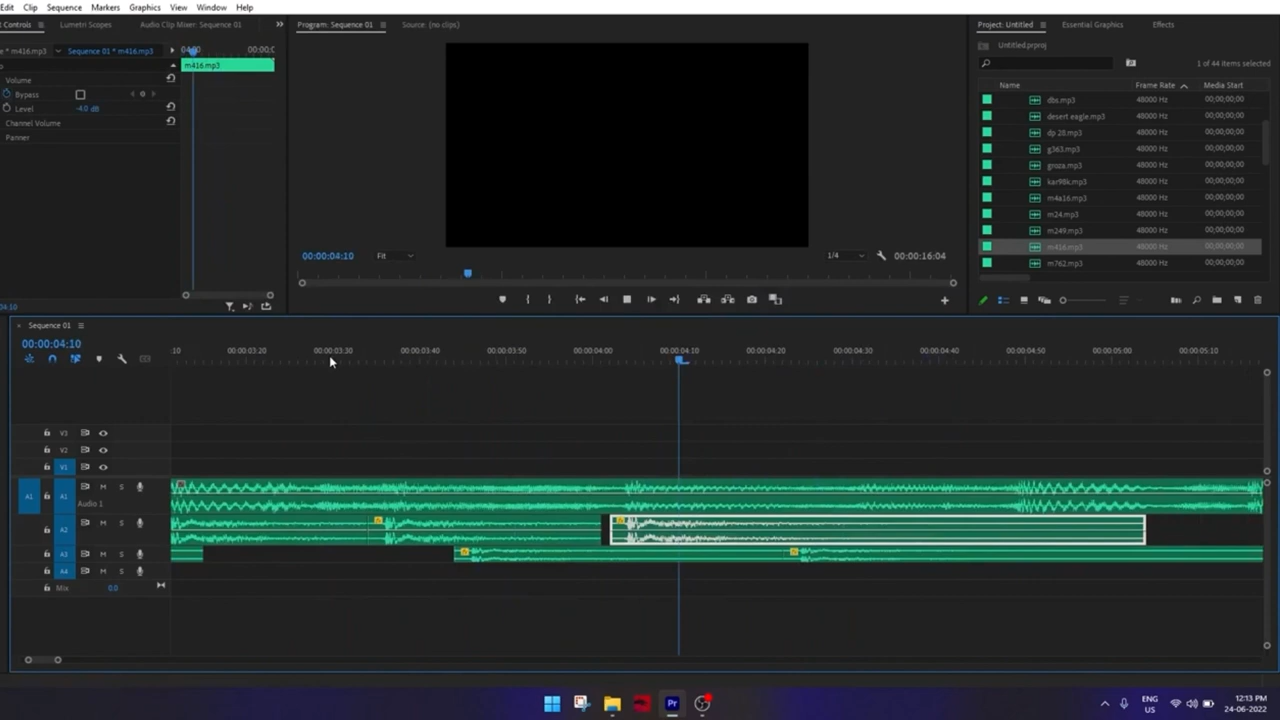 Edit Clip Sequence Markers Graphics View Window Help
Controls Lumetri Scopes Audio Clip Mixer: Sequence 01 Program: Sequence 01 Source: (no clips) Project: Untitled Essential Graphics Effects
* m416.mp3 Sequence 01 * m416.mp3 04;00 00:00:0 Untitled.prproj
m416.mp3 1 of 44 items selected
Volume
Name Frame Rate Media Start
Bypass
dbs.mp3 48000 Hz 00;00;00;00
Level -4.0 dB
desert eagle.mp3 48000 Hz 00;00;00;00
Channel Volume
dp 28.mp3 48000 Hz 00;00;00;00
Panner
g363.mp3 48000 Hz 00;00;00;00
groza.mp3 48000 Hz 00;00;00;00
kar98k.mp3 48000 Hz 00;00;00;00
m4a16.mp3 48000 Hz 00;00;00;00
m24.mp3 48000 Hz 00;00;00;00
m249.mp3 48000 Hz 00;00;00;00
m416.mp3 48000 Hz 00;00;00;00
m762.mp3 48000 Hz 00;00;00;00
00:00:04:10 Fit 1/4 00:00:16:04
04:10
Sequence 01
00:00:04:10
:10 00:00:03:20 00:00:03:30 00:00:03:40 00:00:03:50 00:00:04:00 00:00:04:10 00:00:04:20 00:00:04:30 00:00:04:40 00:00:04:50 00:00:05:00 00:00:05:10
V3
V2
V1
A1 A1 M S
Audio 1
A2 M S
fx
A3 M S
A4 M S
Mix 0.0
Pr
ENG
US
12:13 PM
24-06-2022